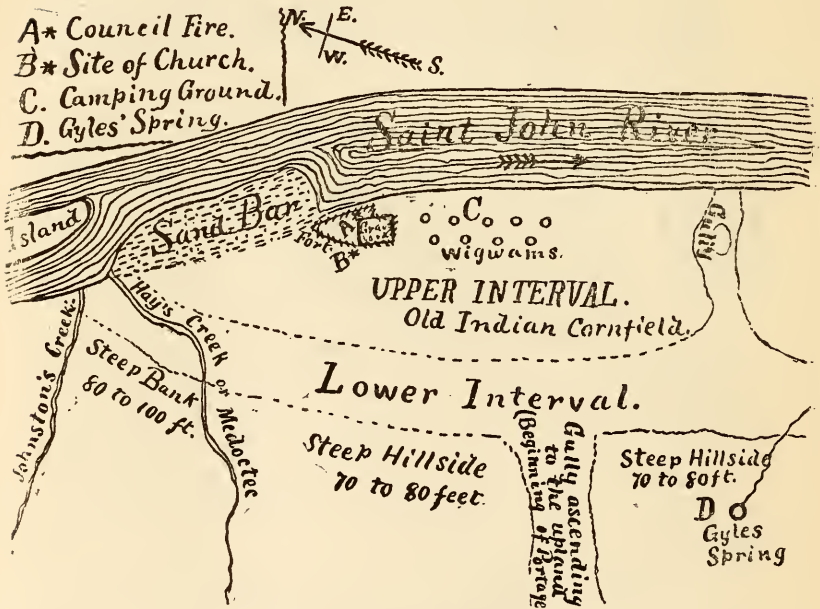 A* Council Fire.
B* Site of Church.
C. Camping Ground.
D. Gyles' Spring.
N. E.
W. S.
Saint John River
Island
Sand Bar
A
Grave
Yard
Fort.
B*
C
Wigwams.
Gully
UPPER INTERVAL.
Old Indian Cornfield.
Johnston's Creek.
Hay's Creek or Medoctec
Steep Bank
80 to 100 ft.
Lower Interval.
Steep Hillside
70 to 80 feet.
Gully ascending
to the upland
(Beginning of Portage
Steep Hillside
70 to 80ft.
D
Gyles
Spring